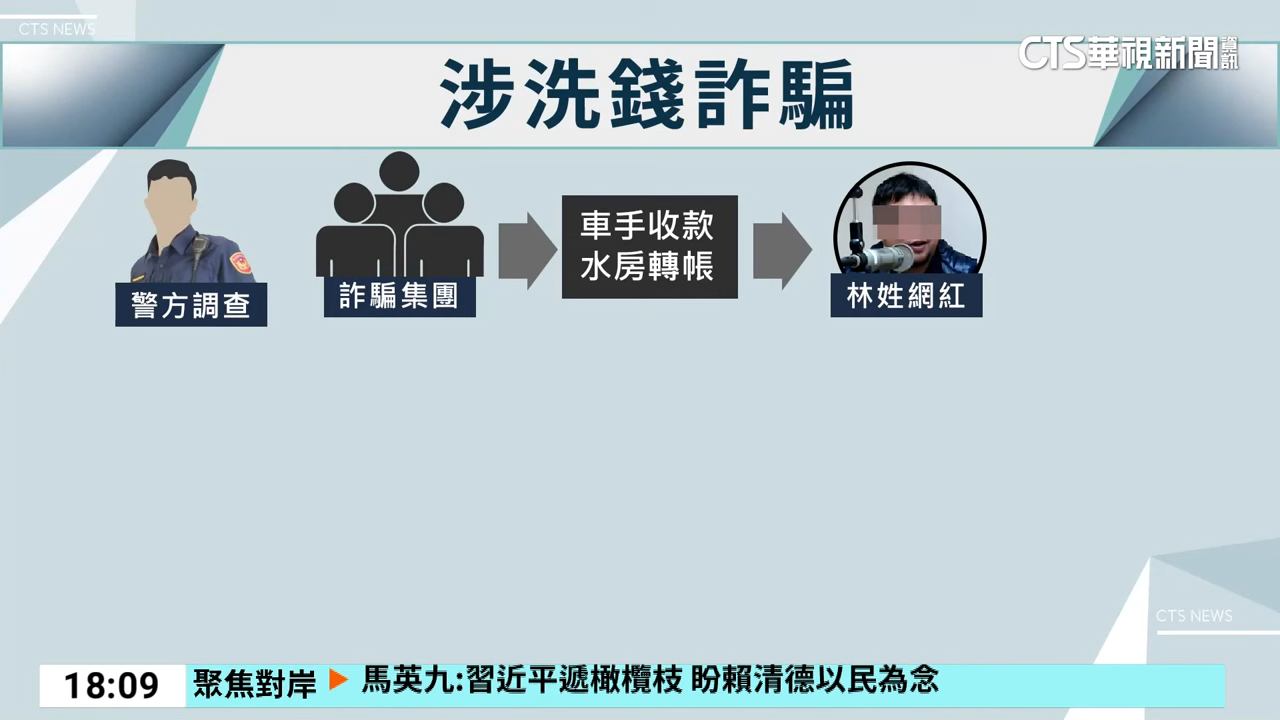 CTS NEWS
CTS華視新聞資訊
涉洗錢詐騙
警方調查
詐騙集團
車手收款
水房轉帳
林姓網紅
CTS NEWS
18:09 聚焦對岸 馬英九:習近平遞橄欖枝 盼賴清德以民為念